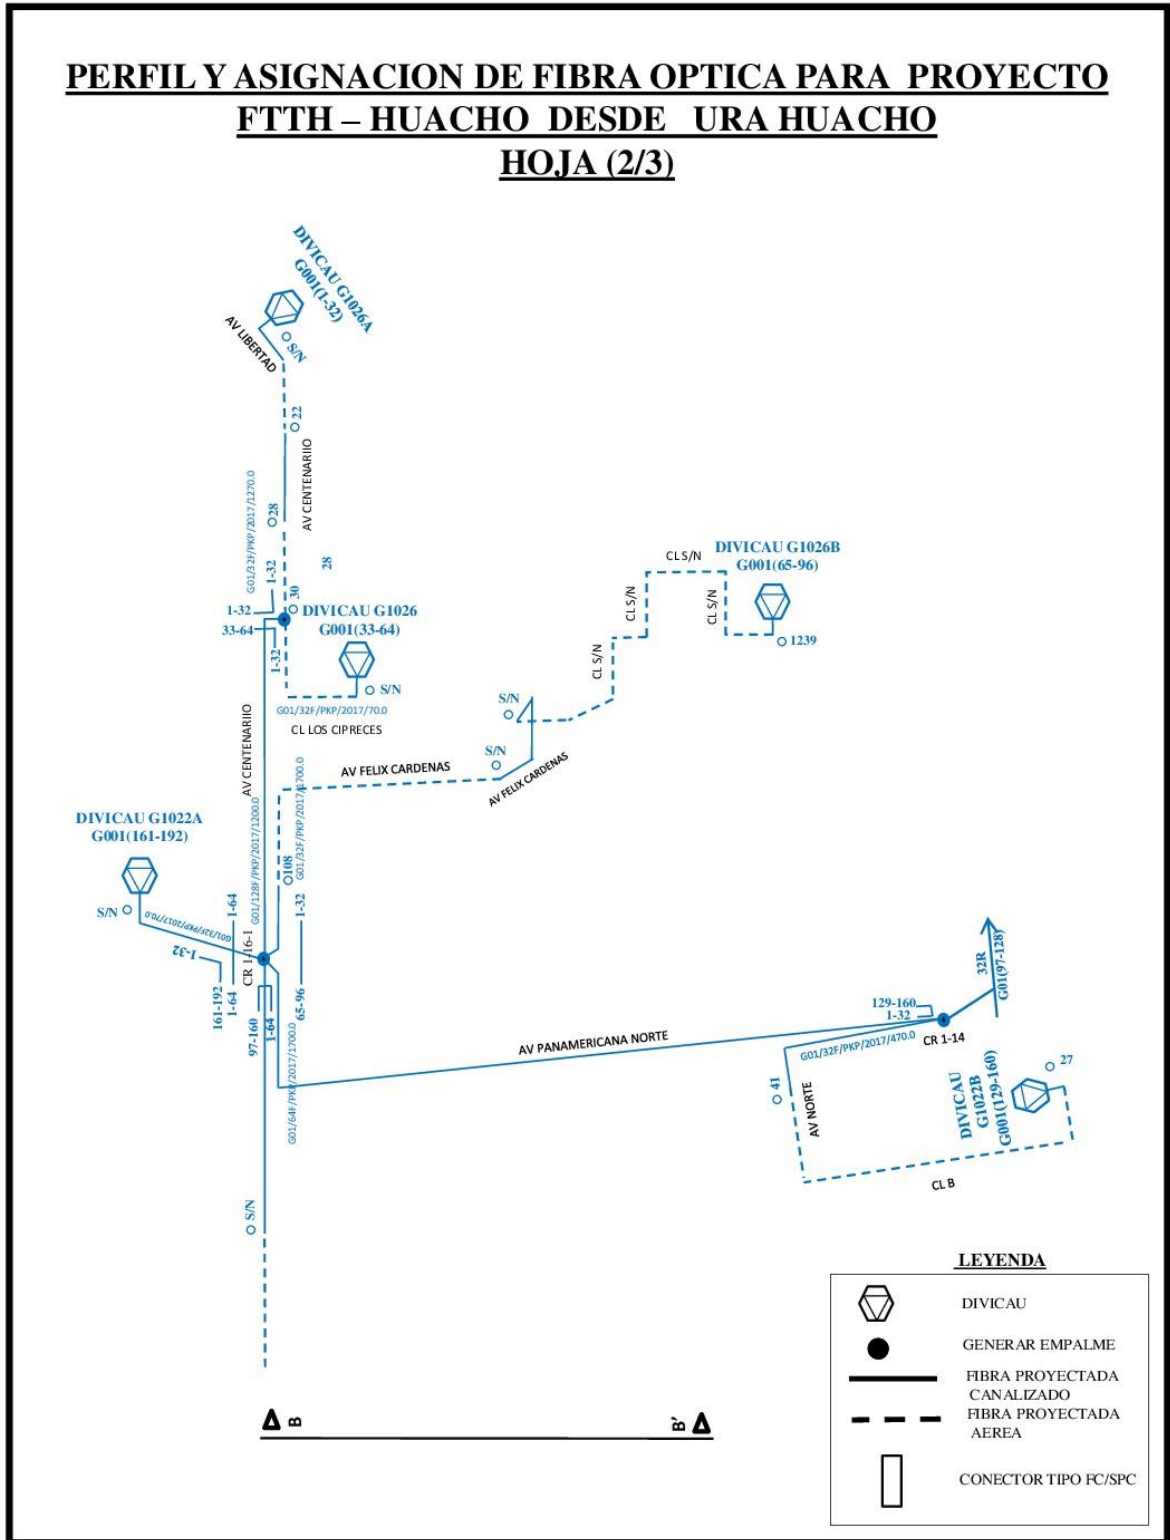 PERFIL Y ASIGNACION DE FIBRA OPTICA PARA PROYECTO
FTTH – HUACHO DESDE URA HUACHO
HOJA (2/3)
DIVICAU G1026A
G001(1-32)
S/N
AV LIBERTAD
22
AV CENTENARIIO
G01/32F/PKP/2017/1270.0
28
28
1-32
30
1-32
33-64
1-32
DIVICAU G1026
G001(33-64)
S/N
G01/32F/PKP/2017/70.0
CL LOS CIPRECES
DIVICAU G1026B
G001(65-96)
1239
CL S/N
CL S/N
CL S/N
CL S/N
S/N
S/N
AV FELIX CARDENAS
AV FELIX CARDENAS
AV CENTENARIIO
G01/128F/PKP/2017/1200.0
G01/32F/PKP/2017/1700.0
108
DIVICAU G1022A
G001(161-192)
S/N
G01/32F/PKP/2017/70.0
1-32
161-192
1-64
1-64
CR 1-16-1
97-160
1-64
65-96
1-32
G01/64F/PKP/2017/1700.0
AV PANAMERICANA NORTE
129-160
1-32
32R
G01(97-128)
CR 1-14
G01/32F/PKP/2017/470.0
41
AV NORTE
DIVICAU
G1022B
G001(129-160)
27
CL B
S/N
B
B'
LEYENDA
DIVICAU
GENERAR EMPALME
FIBRA PROYECTADA
CANALIZADO
FIBRA PROYECTADA
AEREA
CONECTOR TIPO FC/SPC